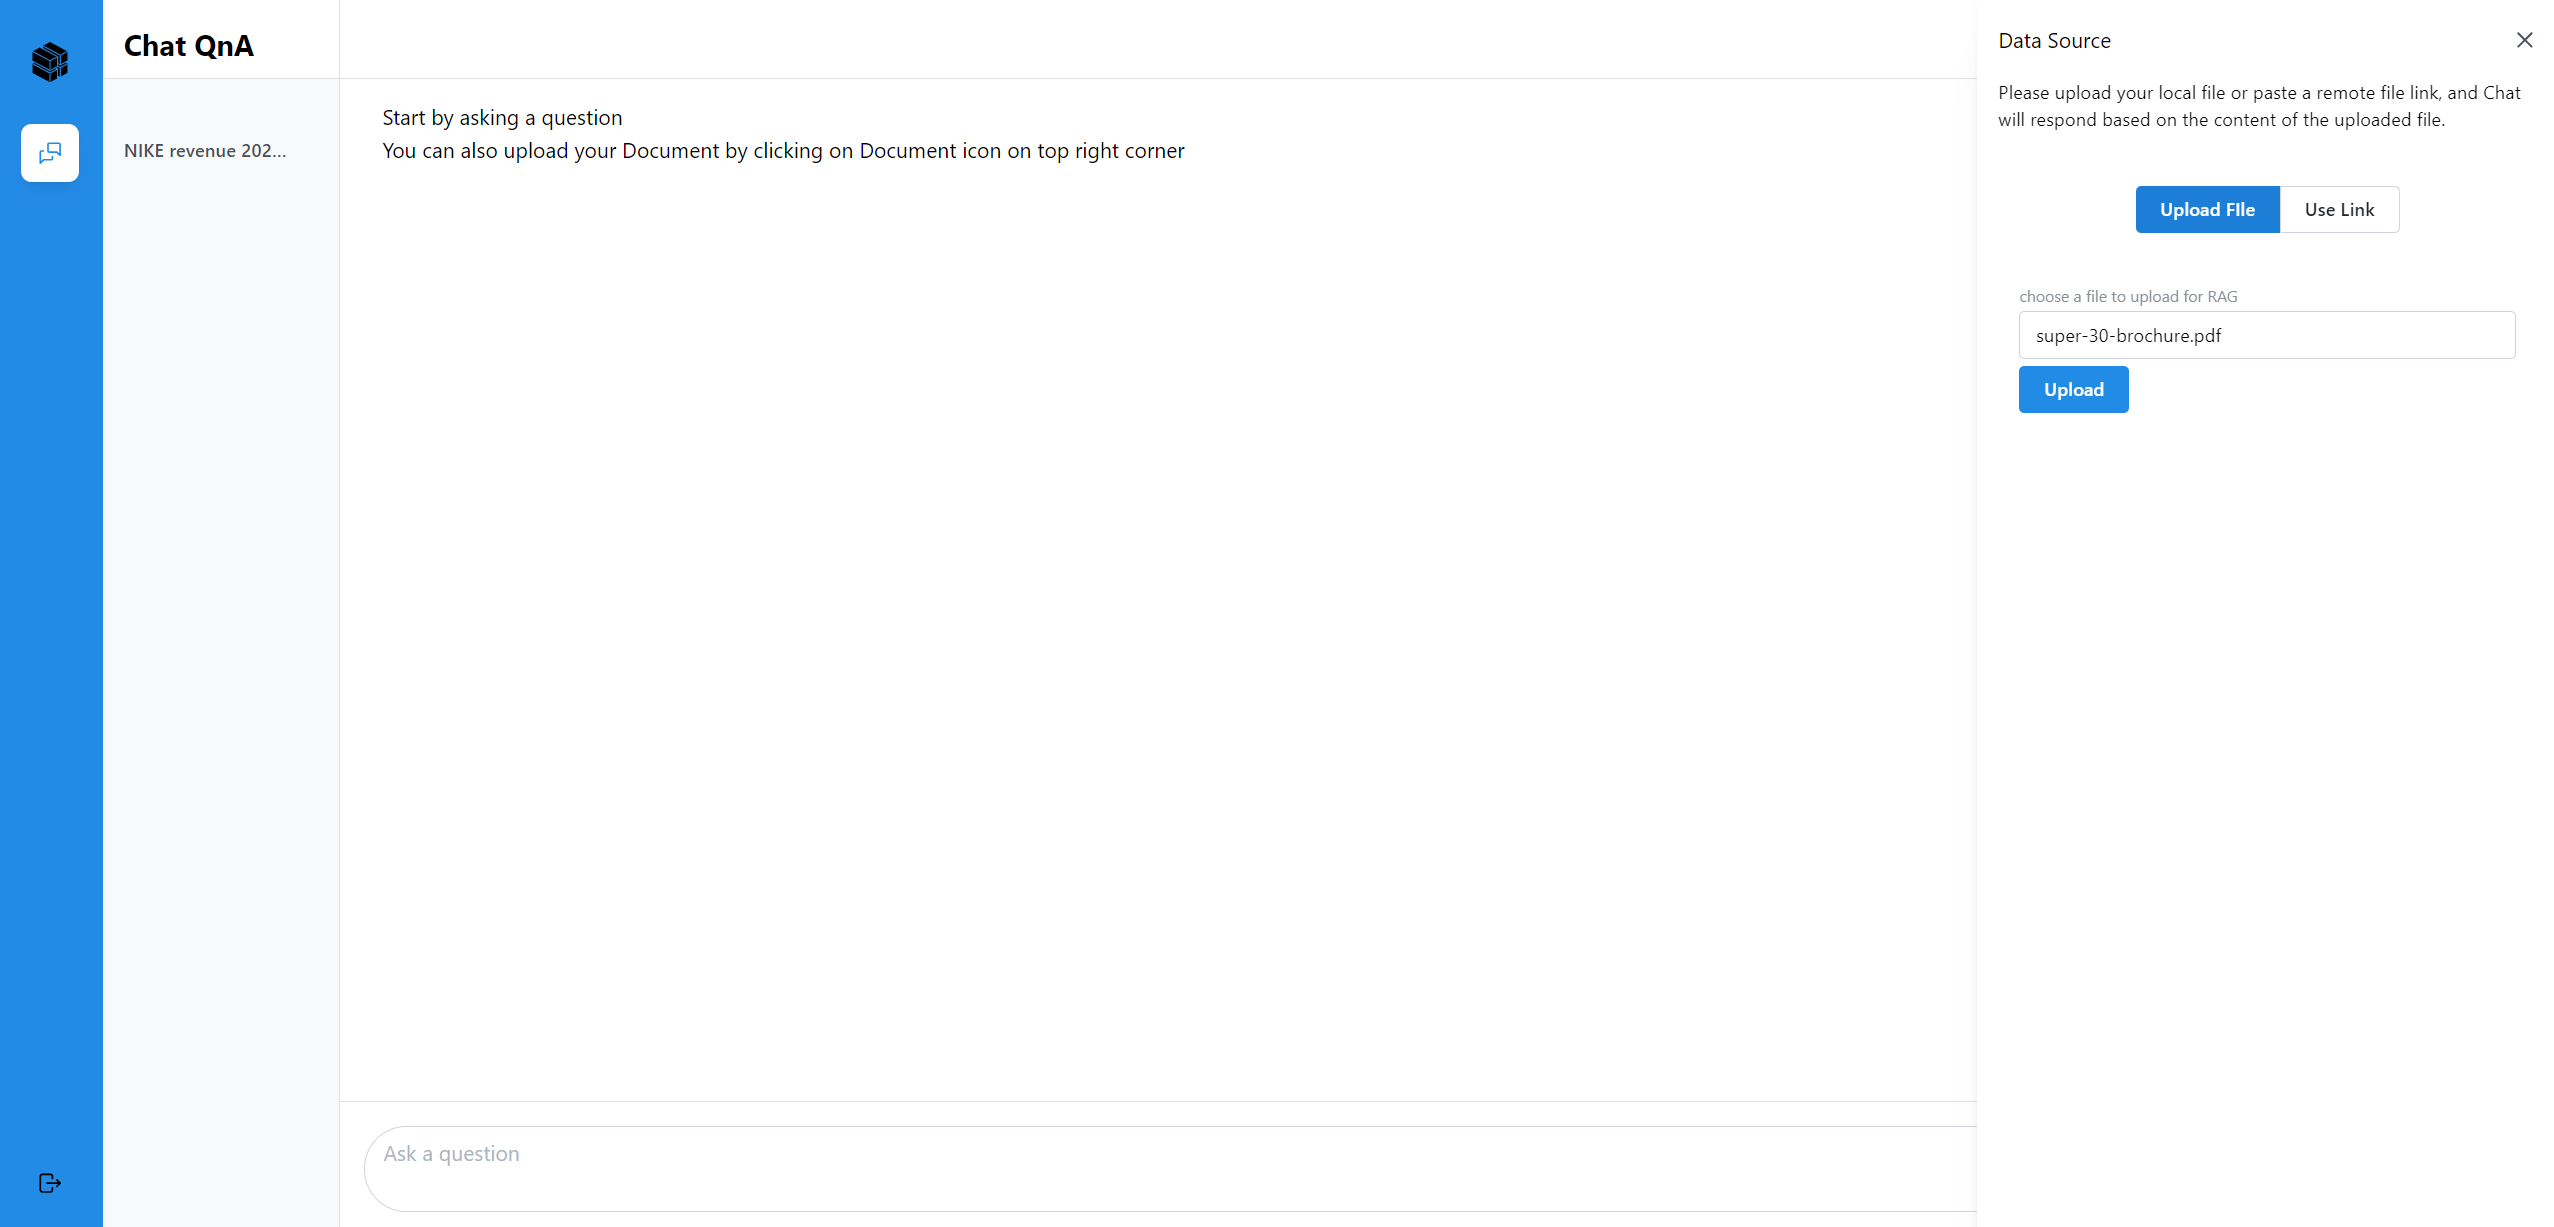 Chat QnA
NIKE revenue 202...
Start by asking a question
You can also upload your Document by clicking on Document icon on top right corner
Ask a question
Data Source
Please upload your local file or paste a remote file link, and Chat
will respond based on the content of the uploaded file.
Upload FIle
Use Link
choose a file to upload for RAG
super-30-brochure.pdf
Upload